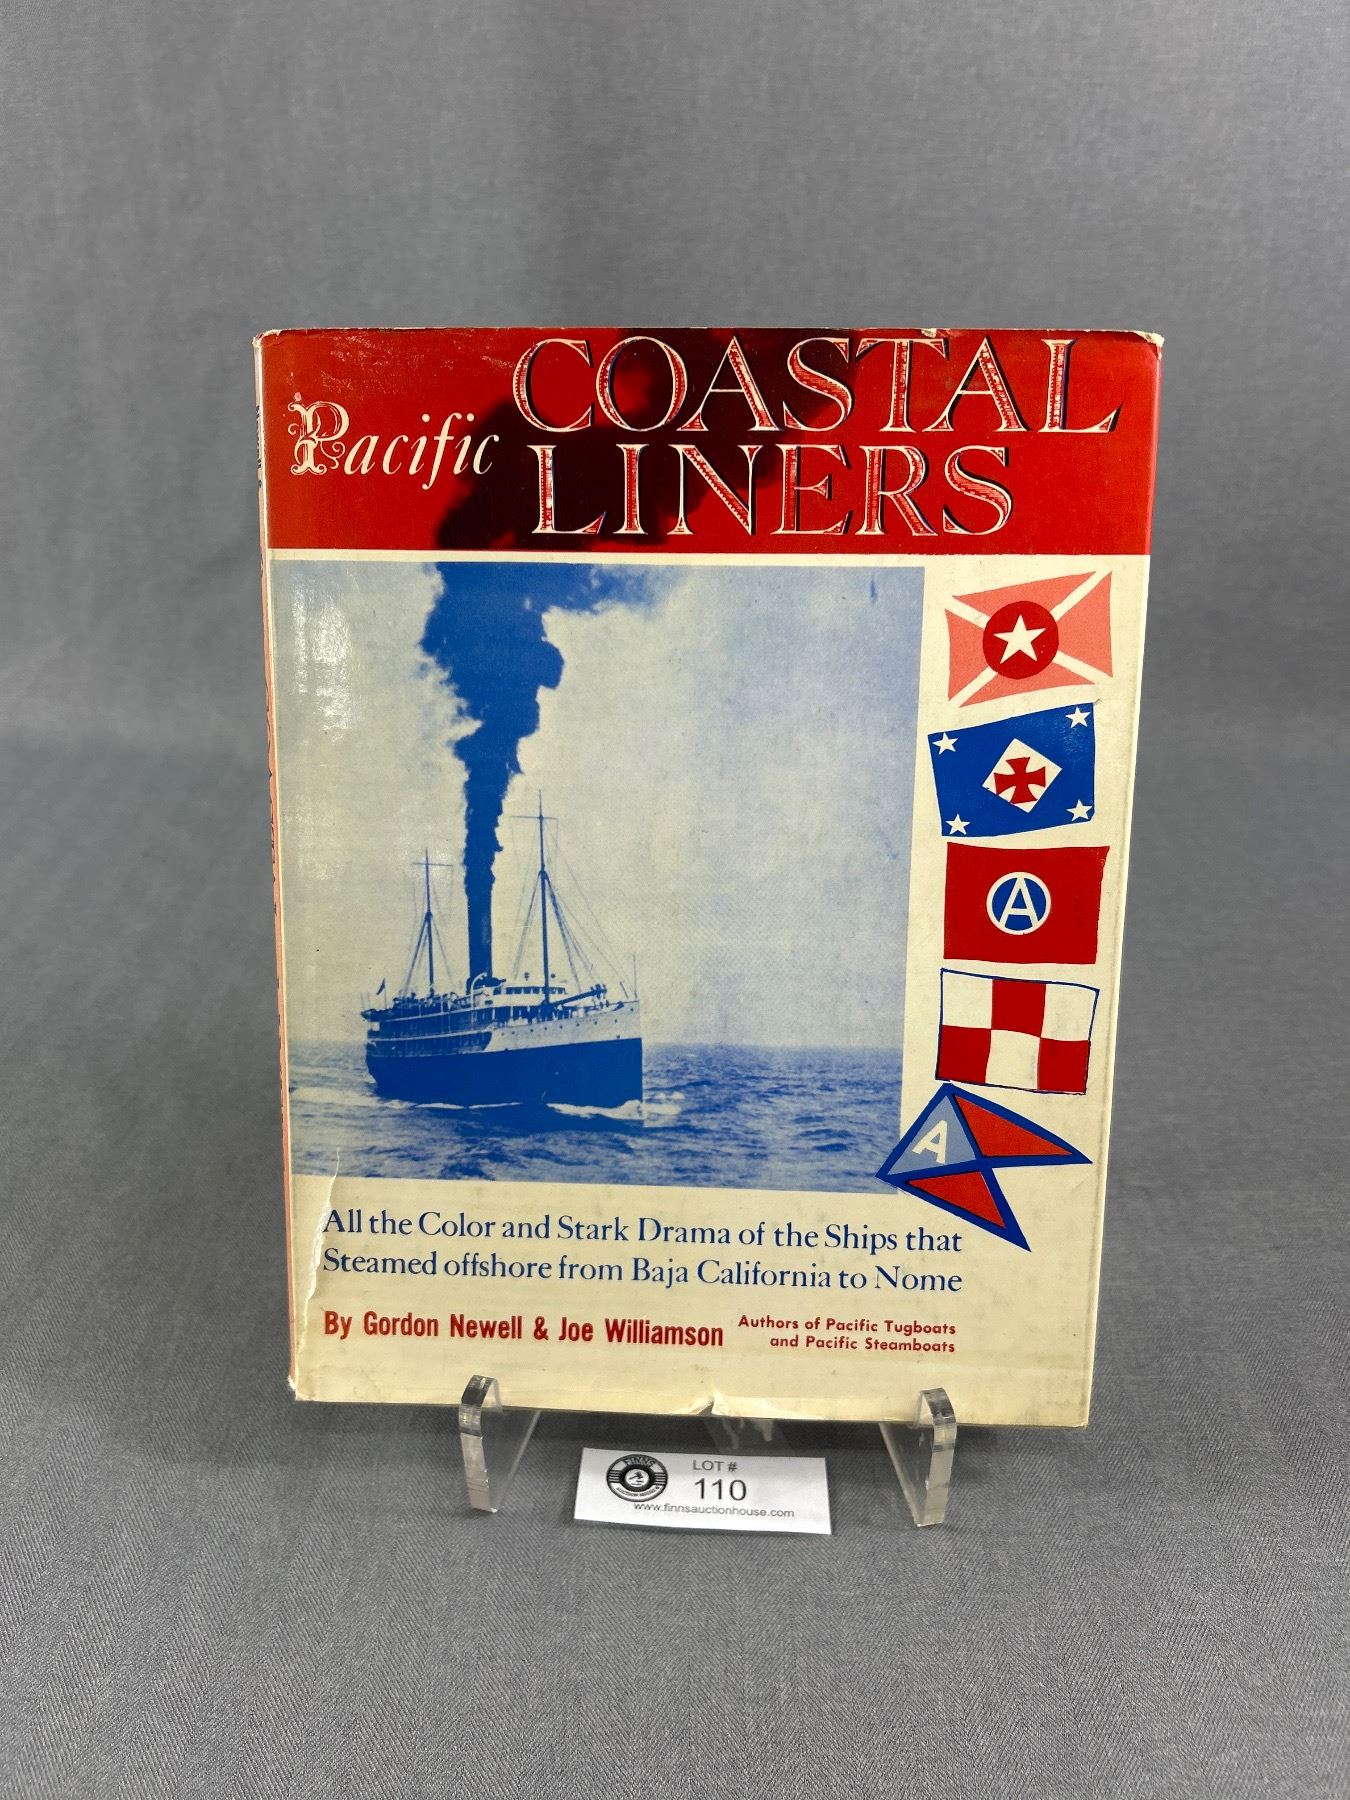 Pacific COASTAL
LINERS
A
A
All the Color and Stark Drama of the Ships that
Steamed offshore from Baja California to Nome
By Gordon Newell & Joe Williamson
Authors of Pacific Tugboats
and Pacific Steamboats
FINNS
LOT #
110
www.finnsauctionhouse.com